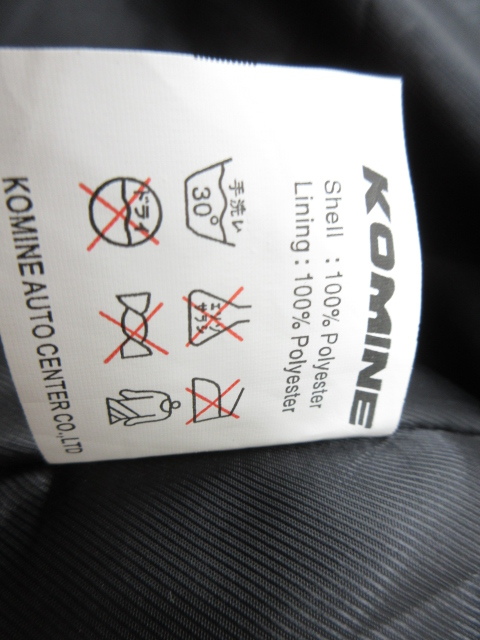 KOMINE
Shell : 100% Polyester
Lining : 100% Polyester
手洗い
30°
エンソ
サラシ
ドライ
KOMINE AUTO CENTER CO.,LTD